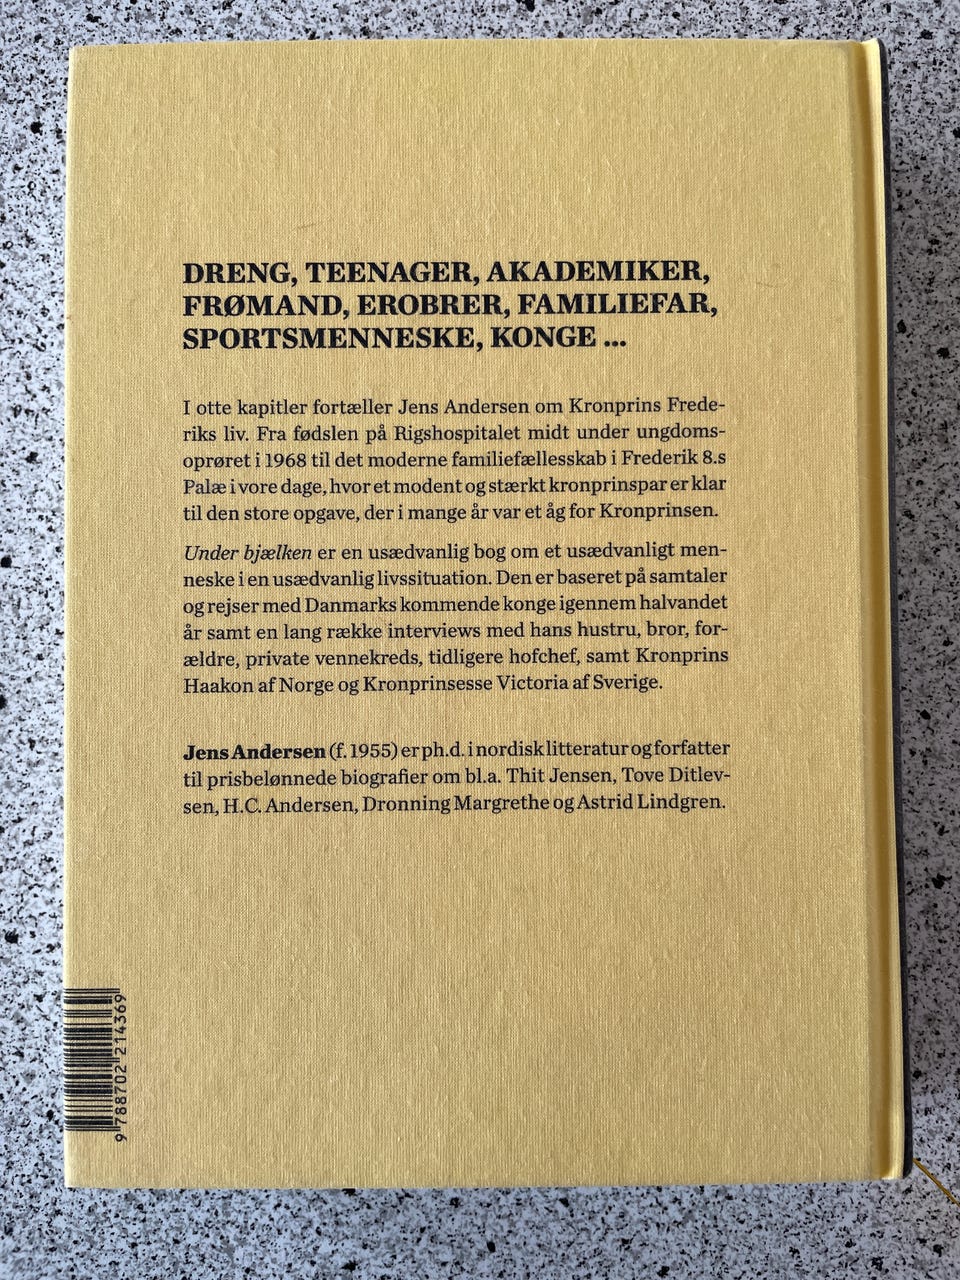 DRENG, TEENAGER, AKADEMIKER,
FRØMAND, EROBRER, FAMILIEFAR,
SPORTSMENNESKE, KONGE ...
I otte kapitler fortæller Jens Andersen om Kronprins Frede-
riks liv. Fra fødslen på Rigshospitalet midt under ungdoms-
oprøret i 1968 til det moderne familiefællesskab i Frederik 8.s
Palæ i vore dage, hvor et modent og stærkt kronprinspar er klar
til den store opgave, der i mange år var et åg for Kronprinsen.
Under bjælken er en usædvanlig bog om et usædvanligt men-
neske i en usædvanlig livssituation. Den er baseret på samtaler
og rejser med Danmarks kommende konge igennem halvandet
år samt en lang række interviews med hans hustru, bror, for-
ældre, private vennekreds, tidligere hofchef, samt Kronprins
Haakon af Norge og Kronprinsesse Victoria af Sverige.
Jens Andersen (f. 1955) er ph.d. i nordisk litteratur og forfatter
til prisbelønnede biografier om bl.a. Thit Jensen, Tove Ditlev-
sen, H.C. Andersen, Dronning Margrethe og Astrid Lindgren.
9 788702 214369